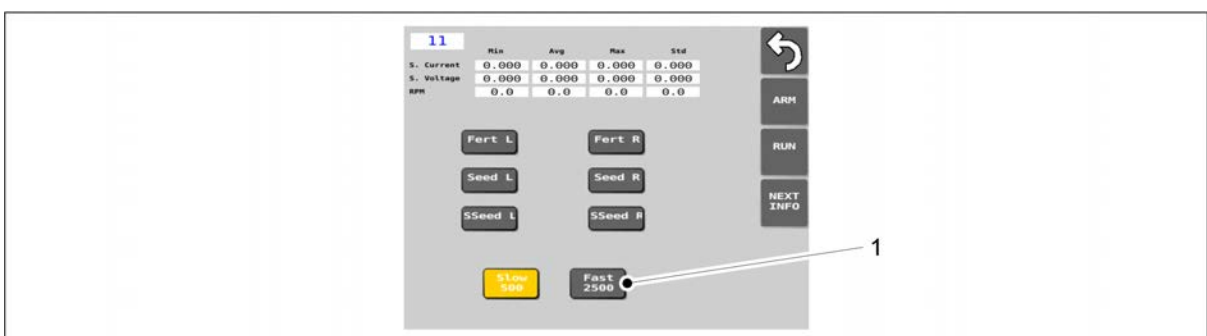 11
Min Avg Max Std
S. Current 0.000 0.000 0.000 0.000
S. Voltage 0.000 0.000 0.000 0.000
RPM 0.0 0.0 0.0 0.0
ARM
Fert L Fert R
RUN
Seed L Seed R
NEXT
INFO
SSeed L SSeed R
1
Slow
500
Fast
2500